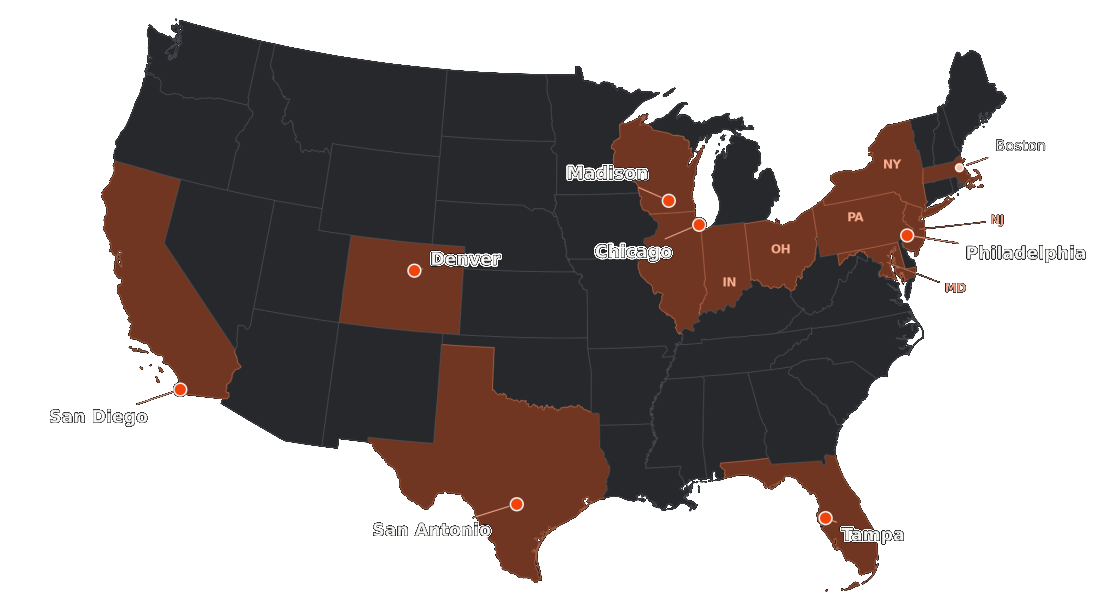 Boston
NY
Madison
PA
NJ
OH
Chicago
Philadelphia
Denver
IN
MD
San Diego
San Antonio
Tampa